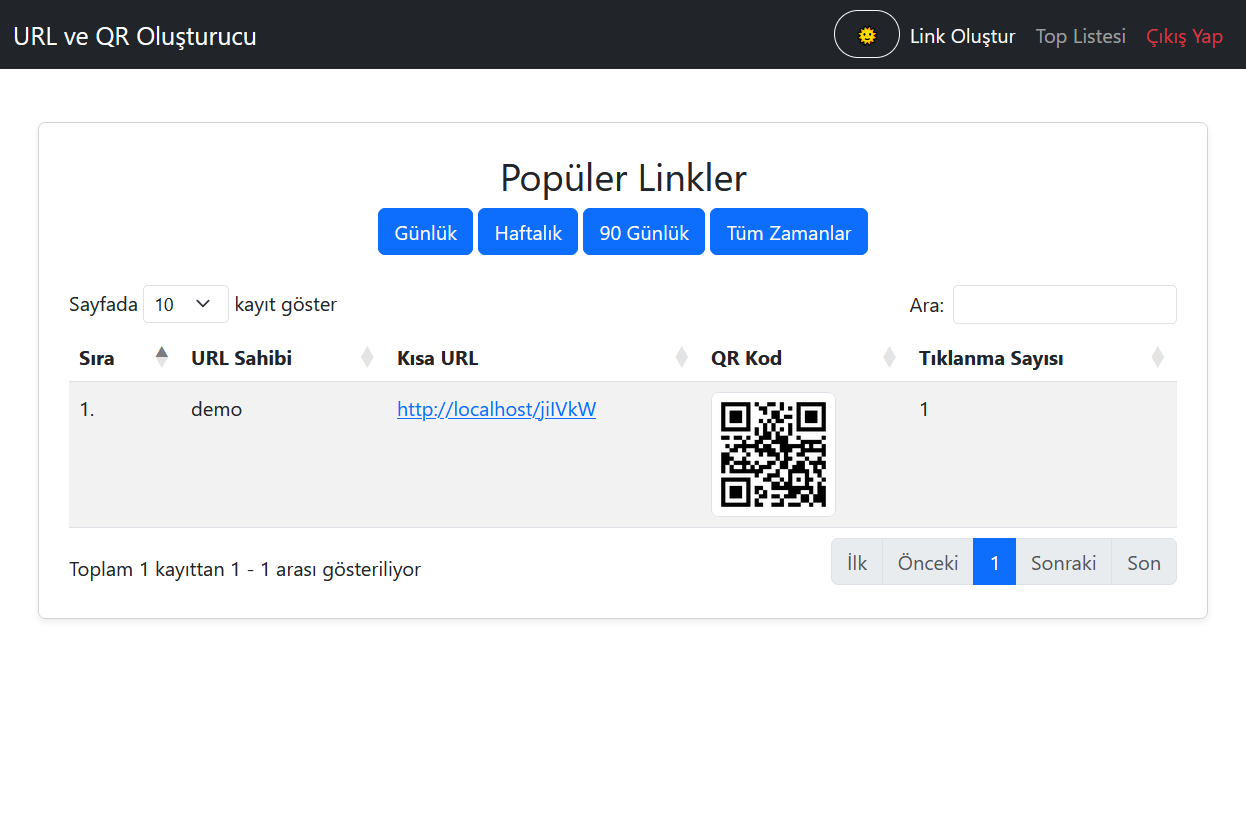 URL ve QR Oluşturucu
🌞 Link Oluştur Top Listesi Çıkış Yap
Popüler Linkler
Günlük Haftalık 90 Günlük Tüm Zamanlar
Sayfada 10 kayıt göster
Ara:
Sıra URL Sahibi Kısa URL QR Kod Tıklanma Sayısı
1. demo http://localhost/jiIVkW 1
Toplam 1 kayıttan 1 - 1 arası gösteriliyor
İlk Önceki 1 Sonraki Son